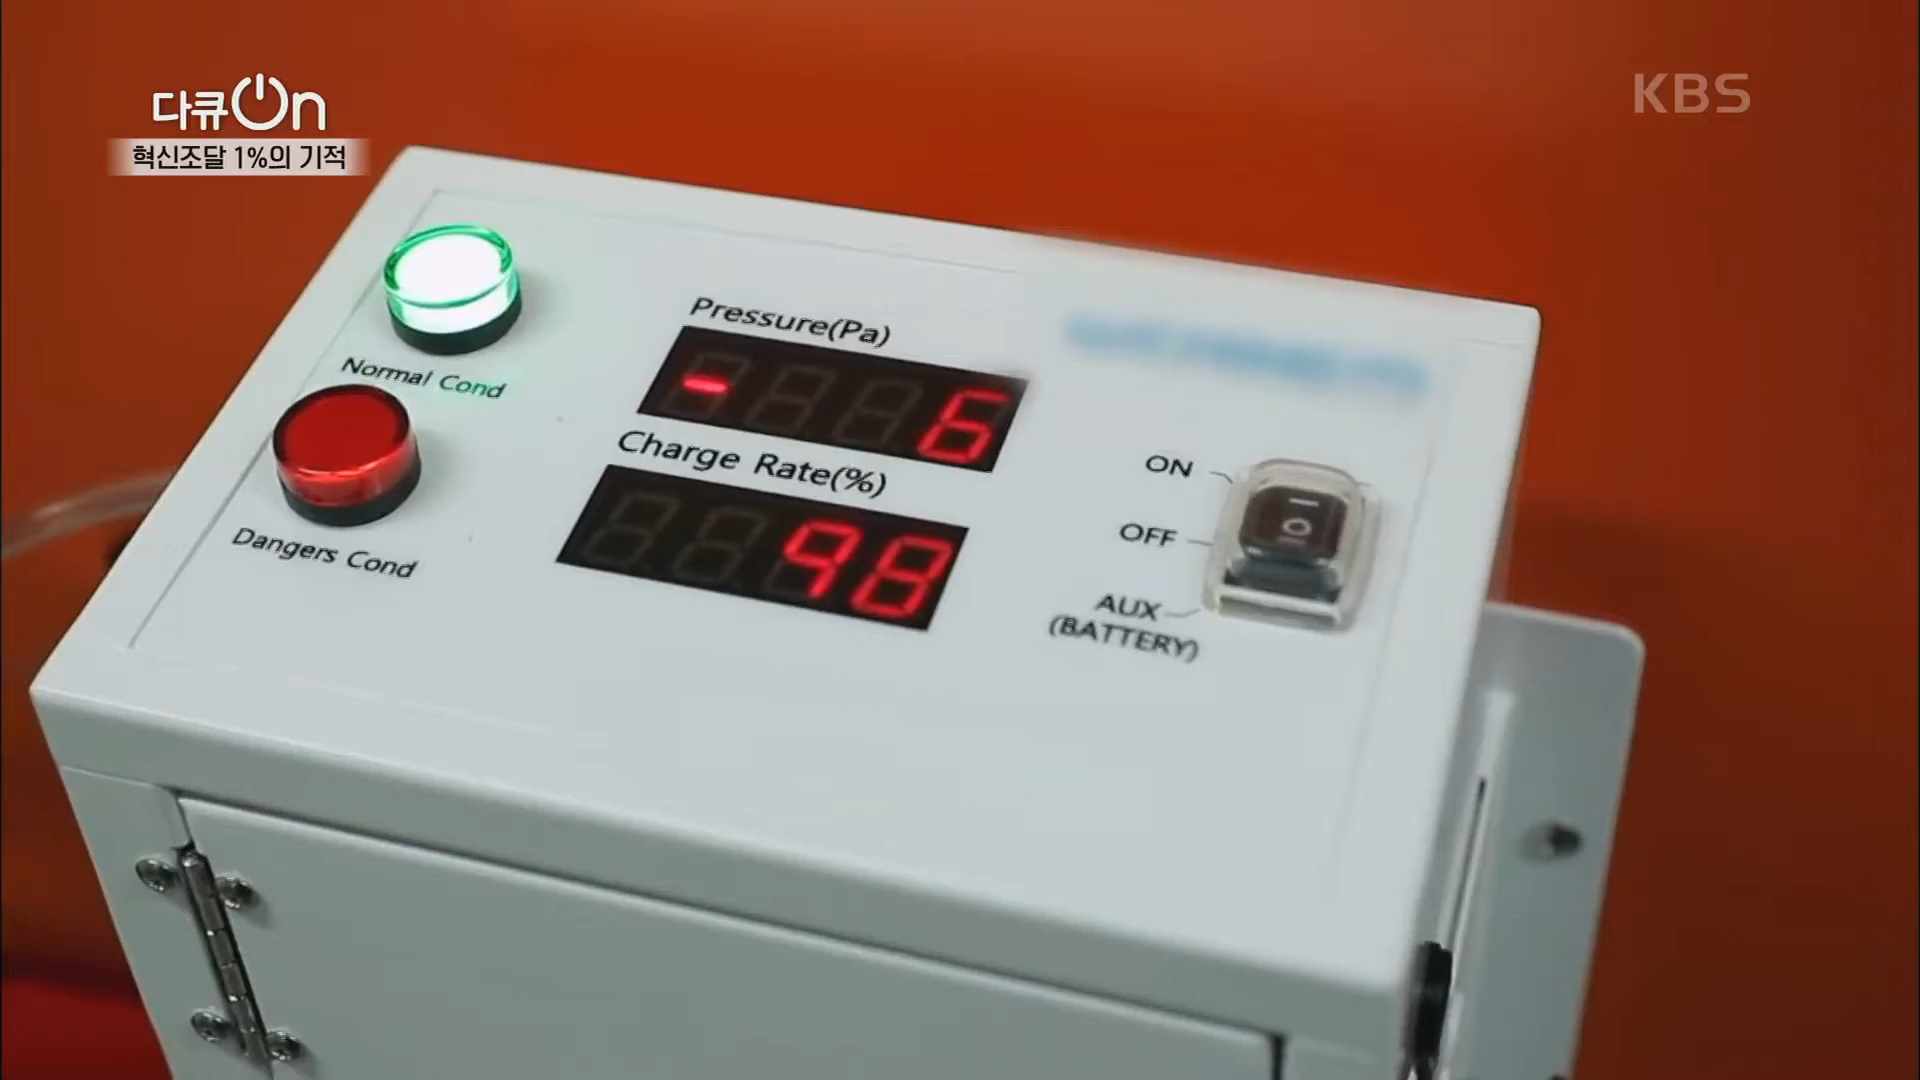 다큐On
혁신조달 1%의 기적
KBS
Normal Cond
Dangers Cond
Pressure(Pa)
- 6
Charge Rate(%)
98
ON
OFF
AUX
(BATTERY)